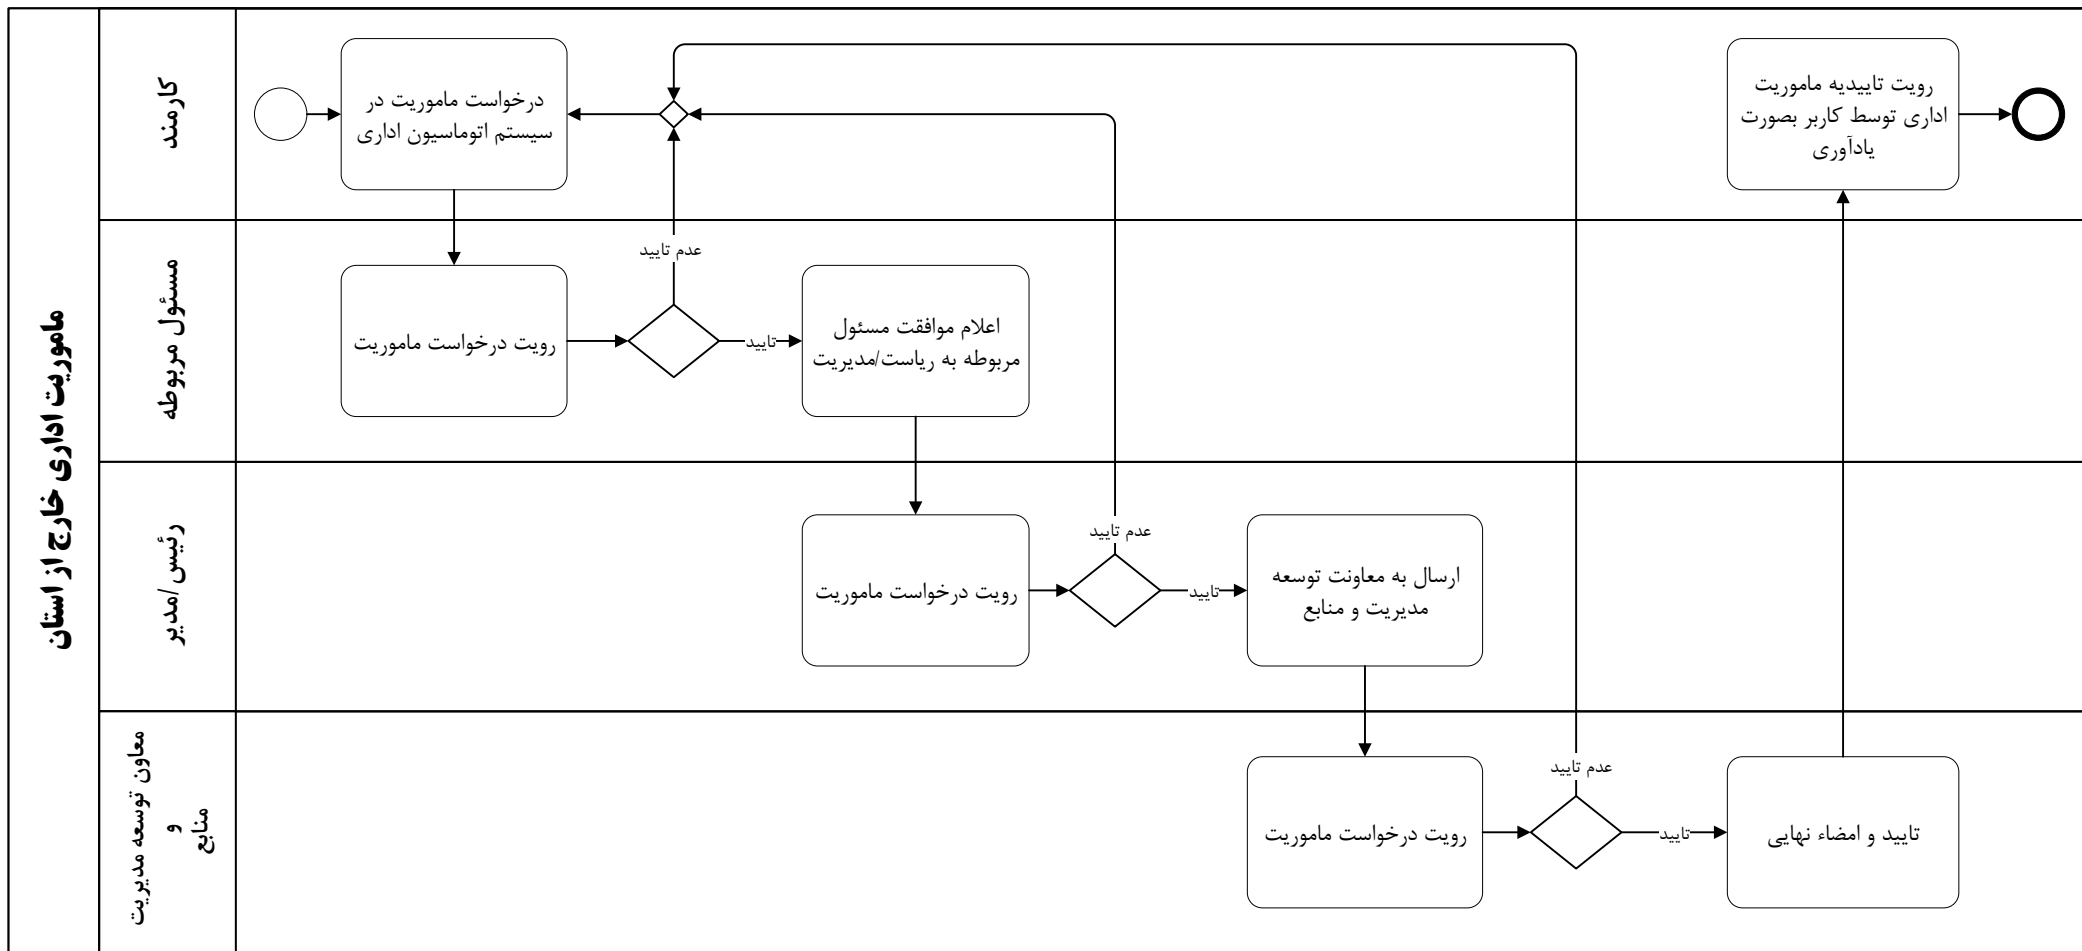 ماموریت اداری خارج از استان
کارمند
درخواست ماموریت در
سیستم اتوماسیون اداری
رویت تاییدیه ماموریت
اداری توسط کاربر بصورت
یادآوری
مسئول مربوطه
رویت درخواست ماموریت
عدم تایید
تایید
اعلام موافقت مسئول
مربوطه به ریاست/مدیریت
رئیس/مدیر
رویت درخواست ماموریت
عدم تایید
تایید
ارسال به معاونت توسعه
مدیریت و منابع
معاون توسعه مدیریت
و
منابع
رویت درخواست ماموریت
عدم تایید
تایید
تایید و امضاء نهایی